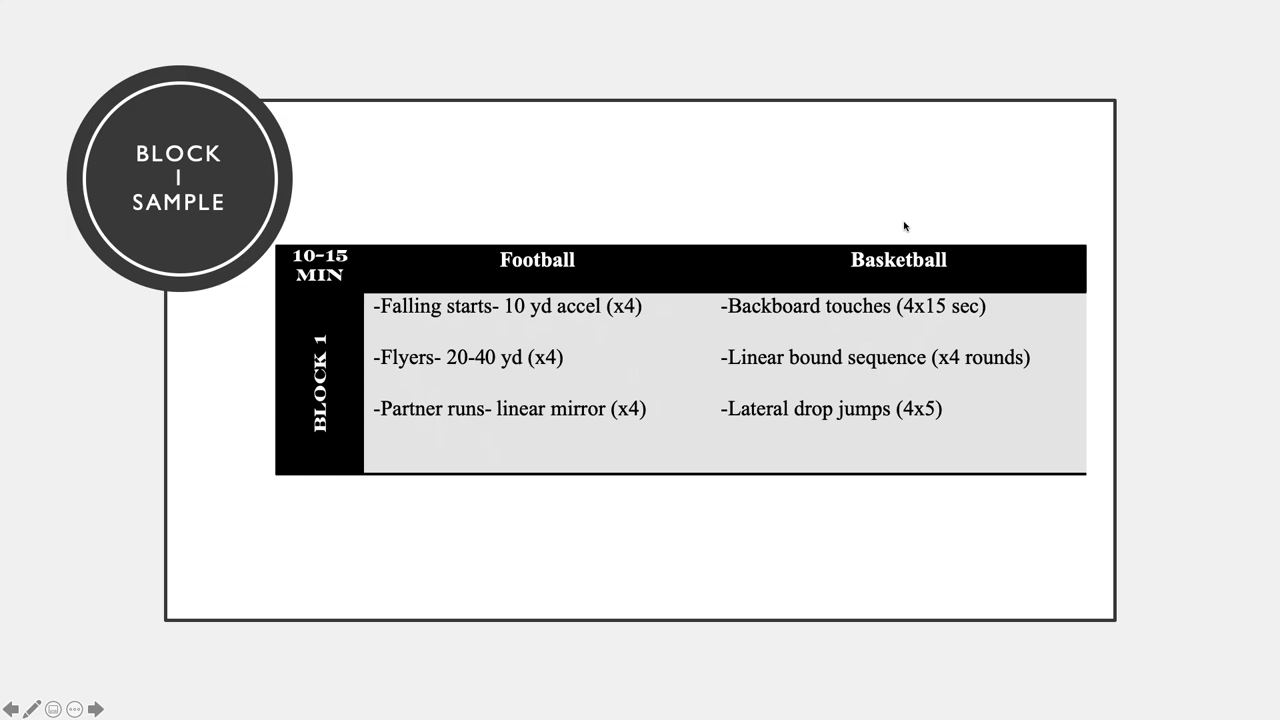 BLOCK
1
SAMPLE
10-15
MIN
Football
Basketball
BLOCK 1
-Falling starts- 10 yd accel (x4)
-Backboard touches (4x15 sec)
-Flyers- 20-40 yd (x4)
-Linear bound sequence (x4 rounds)
-Partner runs- linear mirror (x4)
-Lateral drop jumps (4x5)